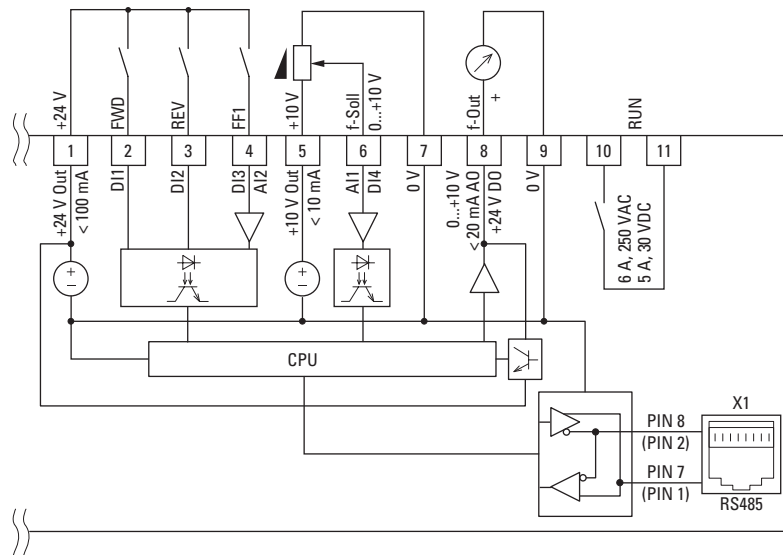 +24 V
FWD
REV
FF1
+10 V
f-Soll
0...+10 V
f-Out
+
RUN
1
2
3
4
5
6
7
8
9
10
11
+24 V Out
< 100 mA
DI1
DI2
DI3
AI2
+10 V Out
< 10 mA
AI1
DI4
0 V
0...+10 V
< 20 mA AO
+24 V DO
0 V
6 A, 250 VAC
5 A, 30 VDC
+
−
+
−
CPU
X1
PIN 8
(PIN 2)
PIN 7
(PIN 1)
RS485